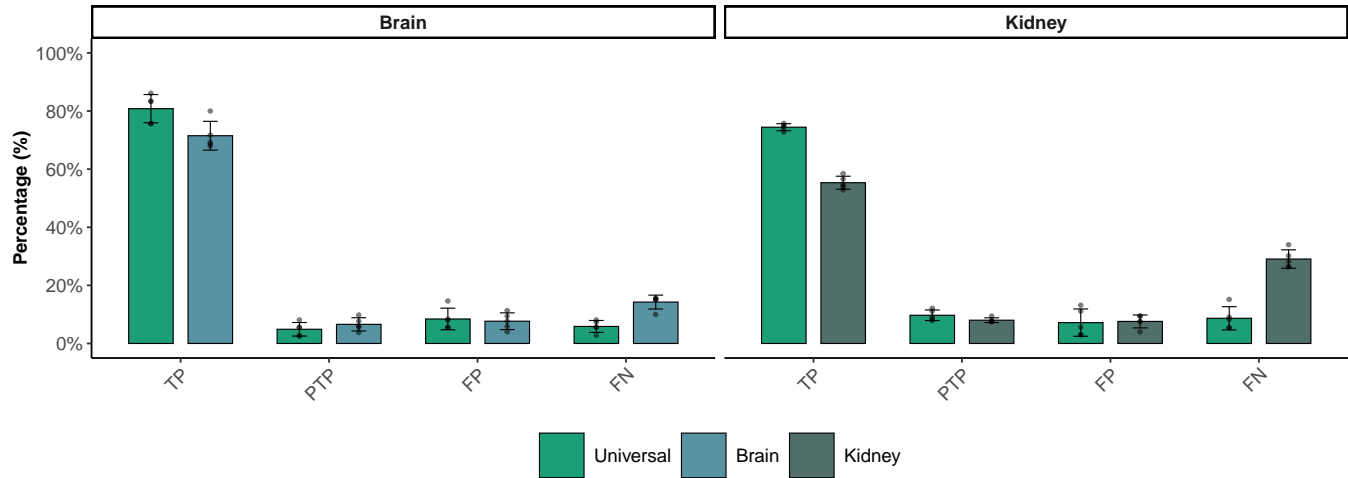 Brain
Kidney
Percentage (%)
100%
80%
60%
40%
20%
0%
TP
PTP
FP
FN
TP
PTP
FP
FN
Universal
Brain
Kidney